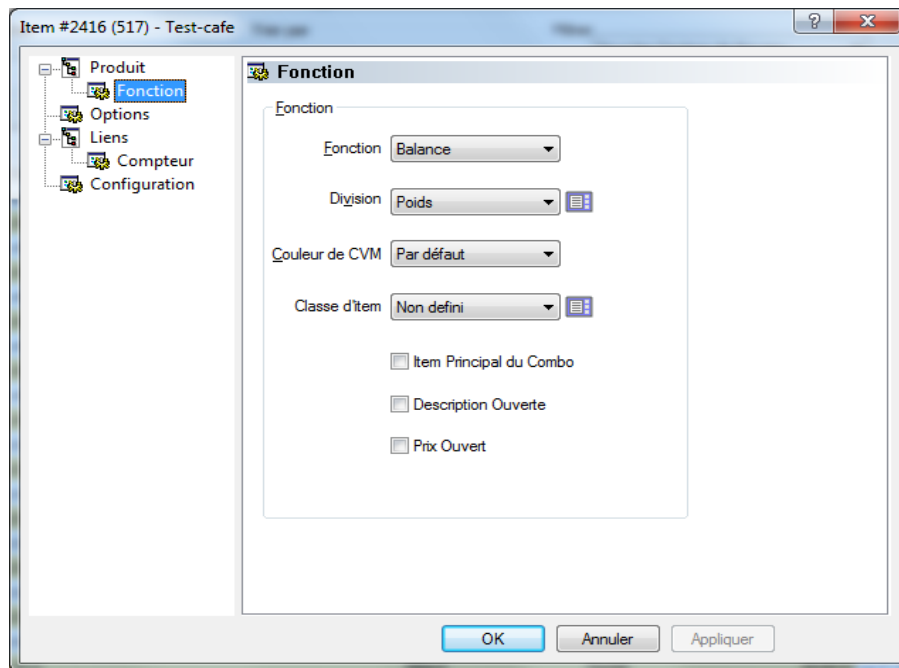 Item #2416 (517) - Test-cafe
Produit
Fonction
Options
Liens
Compteur
Configuration
Fonction
Fonction
Fonction Balance
Division Poids
Couleur de CVM Par défaut
Classe d'item Non defini
Item Principal du Combo
Description Ouverte
Prix Ouvert
OK Annuler Appliquer